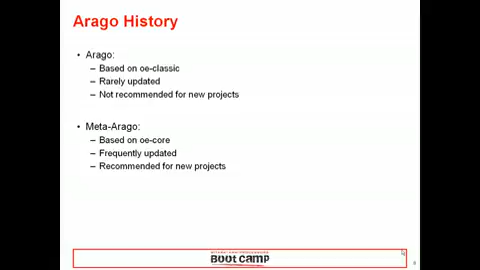 Arago History
• Arago:
– Based on oe-classic
– Rarely updated
– Not recommended for new projects
• Meta-Arago:
– Based on oe-core
– Frequently updated
– Recommended for new projects
BOOT CAMP